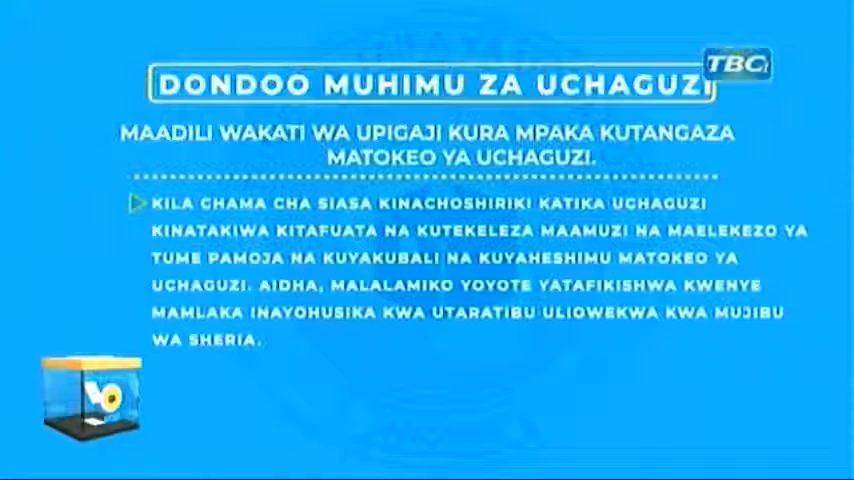 TBC1
DONDOO MUHIMU ZA UCHAGUZI
MAADILI WAKATI WA UPIGAJI KURA MPAKA KUTANGAZA
MATOKEO YA UCHAGUZI.
KILA CHAMA CHA SIASA KINACHOSHIRIKI KATIKA UCHAGUZI
KINATAKIWA KITAFUATA NA KUTEKELEZA MAAMUZI NA MAELEKEZO YA
TUME PAMOJA NA KUYAKUBALI NA KUYAHESHIMU MATOKEO YA
UCHAGUZI. AIDHA, MALALAMIKO YOYOTE YATAFIKISHWA KWENYE
MAMLAKA INAYOHUSIKA KWA UTARATIBU ULIOWEKWA KWA MUJIBU
WA SHERIA.